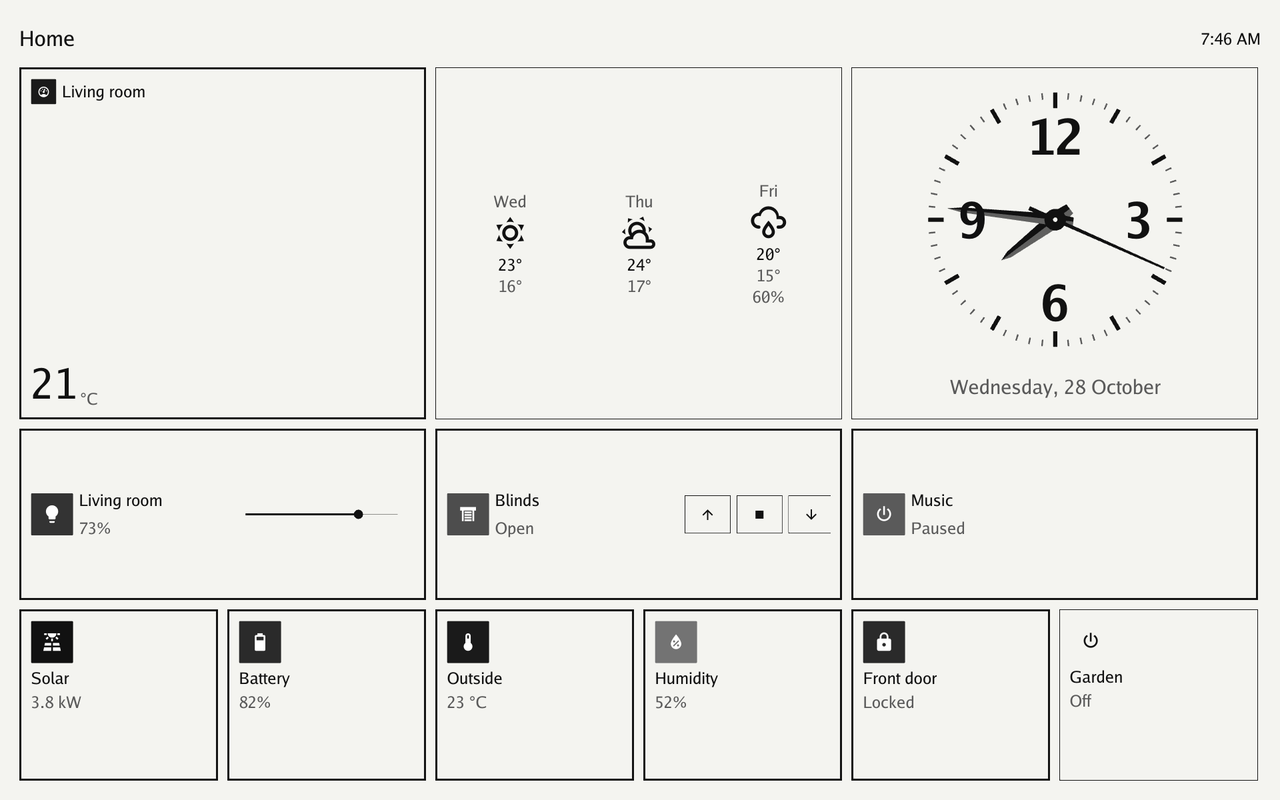 Home
7:46 AM
Living room
21 °C
Wed
23°
16°
Thu
24°
17°
Fri
20°
15°
60%
12
9
3
6
Wednesday, 28 October
Living room
73%
Blinds
Open
Music
Paused
Solar
3.8 kW
Battery
82%
Outside
23 °C
Humidity
52%
Front door
Locked
Garden
Off